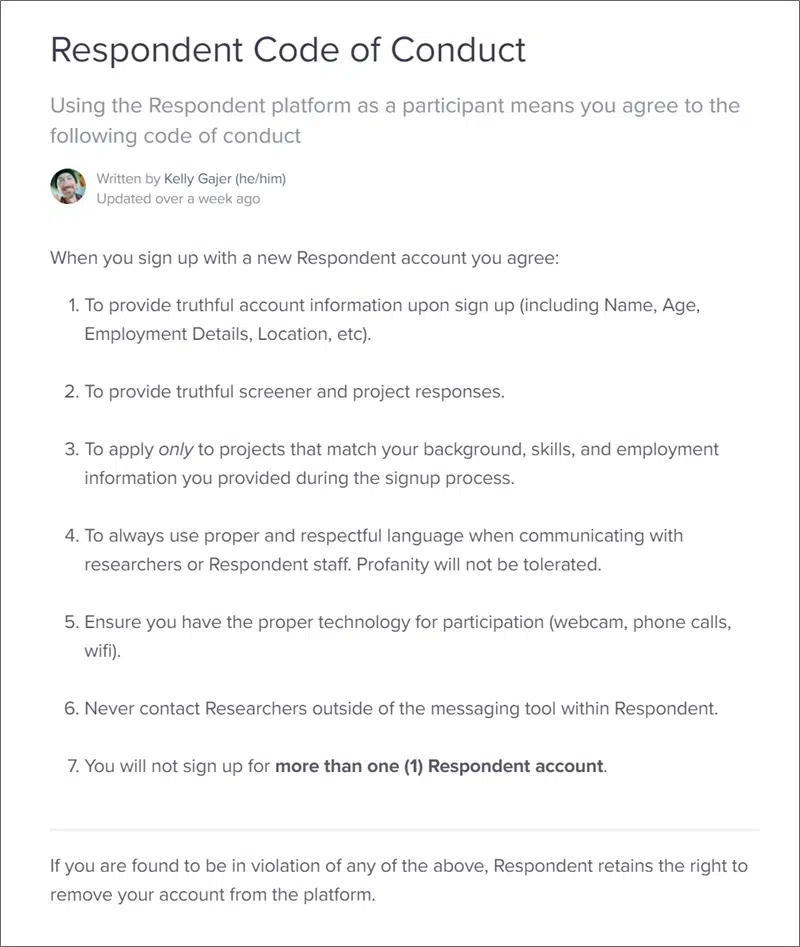 Respondent Code of Conduct
Using the Respondent platform as a participant means you agree to the
following code of conduct
Written by Kelly Gajer (he/him)
Updated over a week ago
When you sign up with a new Respondent account you agree:
1. To provide truthful account information upon sign up (including Name, Age,
Employment Details, Location, etc).
2. To provide truthful screener and project responses.
3. To apply only to projects that match your background, skills, and employment
information you provided during the signup process.
4. To always use proper and respectful language when communicating with
researchers or Respondent staff. Profanity will not be tolerated.
5. Ensure you have the proper technology for participation (webcam, phone calls,
wifi).
6. Never contact Researchers outside of the messaging tool within Respondent.
7. You will not sign up for more than one (1) Respondent account.
If you are found to be in violation of any of the above, Respondent retains the right to
remove your account from the platform.